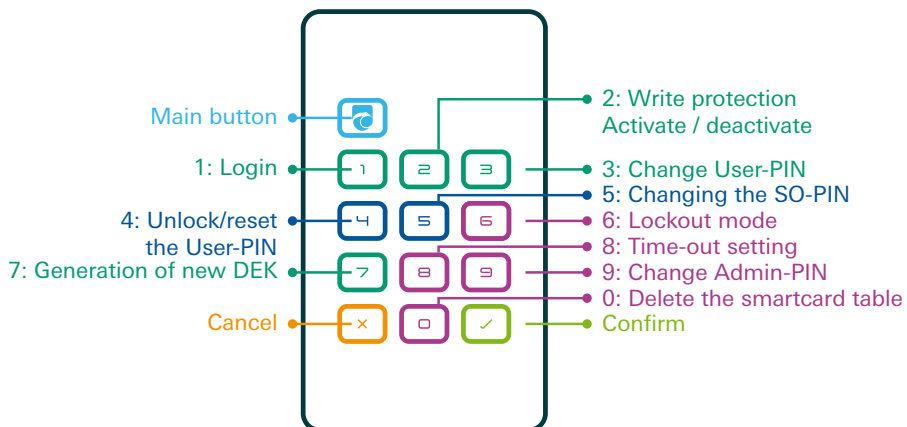 Main button
2: Write protection
Activate / deactivate
1: Login
1 2 3
3: Change User-PIN
5: Changing the SO-PIN
4: Unlock/reset
the User-PIN
4 5 6
6: Lockout mode
8: Time-out setting
7: Generation of new DEK
7 8 9
9: Change Admin-PIN
0: Delete the smartcard table
Cancel
0
Confirm